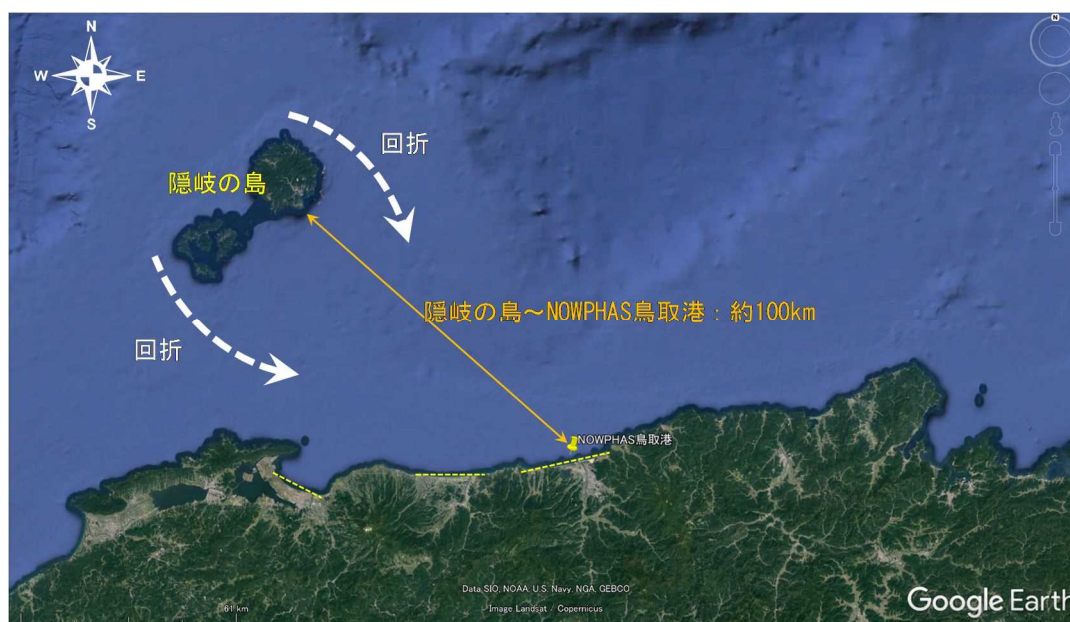 N
W
E
S
N
回折
隠岐の島
隠岐の島～NOWPHAS鳥取港：約100km
回折
NOWPHAS鳥取港
Data SIO, NOAA, U.S. Navy, NGA, GEBCO
61 km
Image Landsat / Copernicus
Google Earth